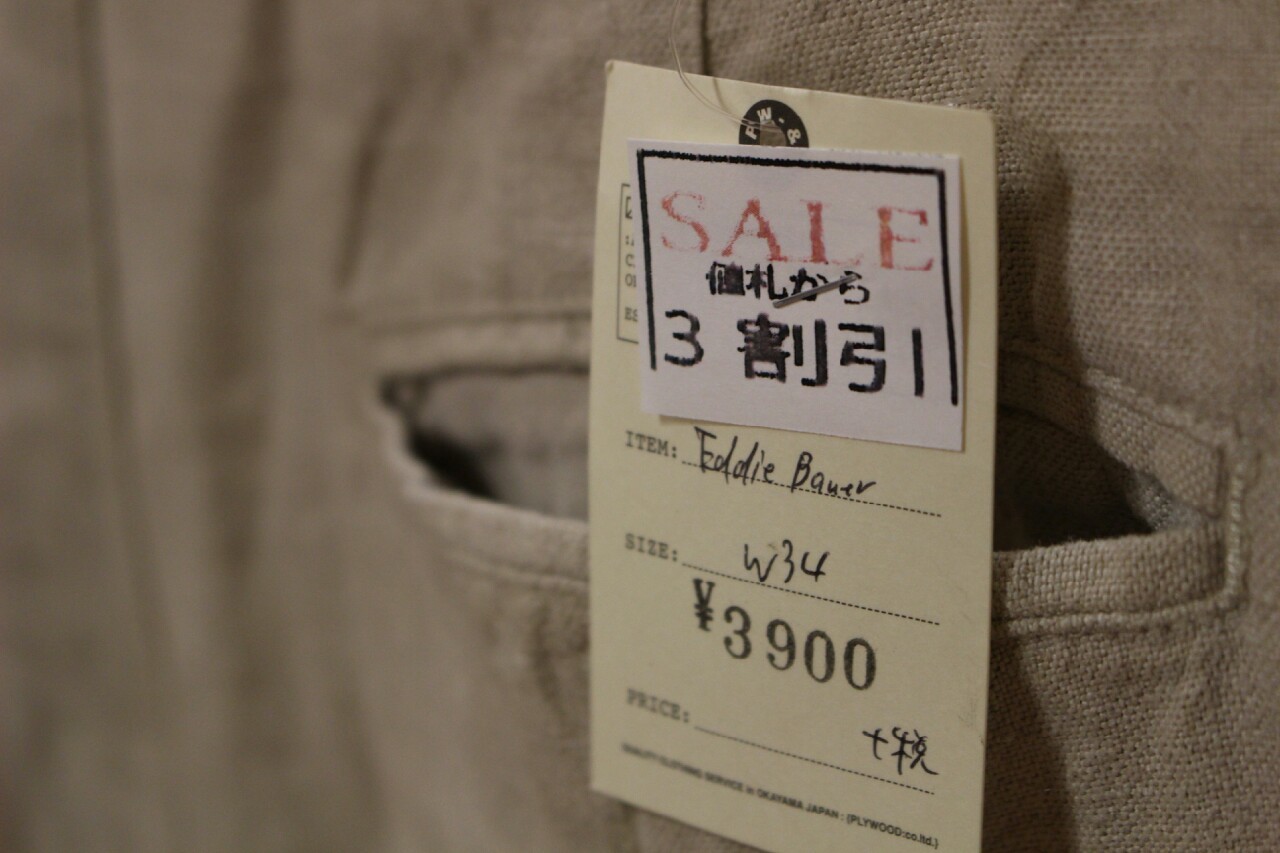 W-&
SALE
値札から
3割引
ITEM: Eddie Bauer
SIZE: W34
¥3900
PRICE:
+税
QUALITY CLOTHING SERVICE in OKAYAMA JAPAN : (PLYWOOD:co.ltd.)